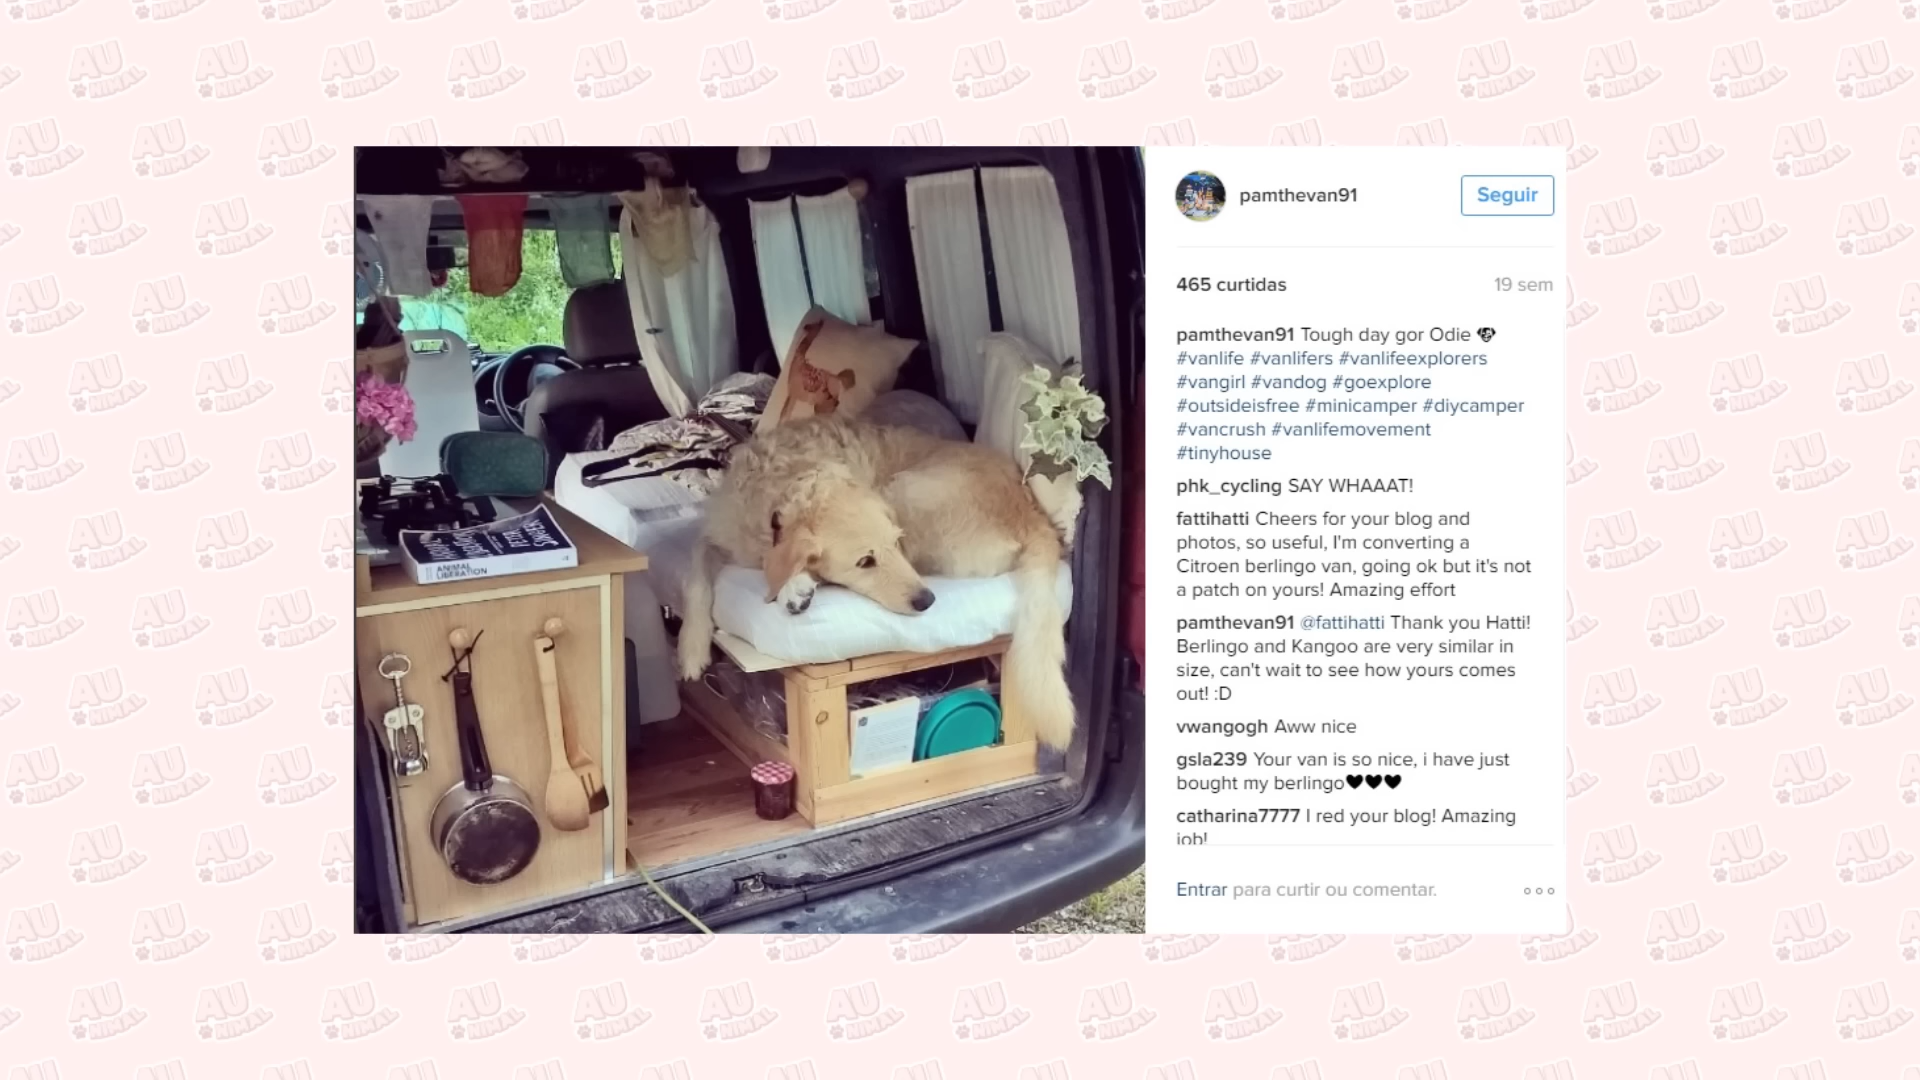 pamthevan91
Seguir
465 curtidas
19 sem
pamthevan91 Tough day gor Odie
#vanlife #vanlifers #vanlifeexplorers
#vangirl #vandog #goexplore
#outsideisfree #minicamper #diycamper
#vancrush #vanlifemovement
#tinyhouse
phk_cycling SAY WHAAAT!
fattihatti Cheers for your blog and
photos, so useful, I'm converting a
Citroen berlingo van, going ok but it's not
a patch on yours! Amazing effort
pamthevan91 @fattihatti Thank you Hatti!
Berlingo and Kangoo are very similar in
size, can't wait to see how yours comes
out! :D
vwangogh Aww nice
gsla239 Your van is so nice, i have just
bought my berlingo🖤🖤🖤
catharina7777 I red your blog! Amazing
job!
Entrar para curtir ou comentar.
PETER
SINGER
ANIMAL
LIBERATION
AU
NIMAL